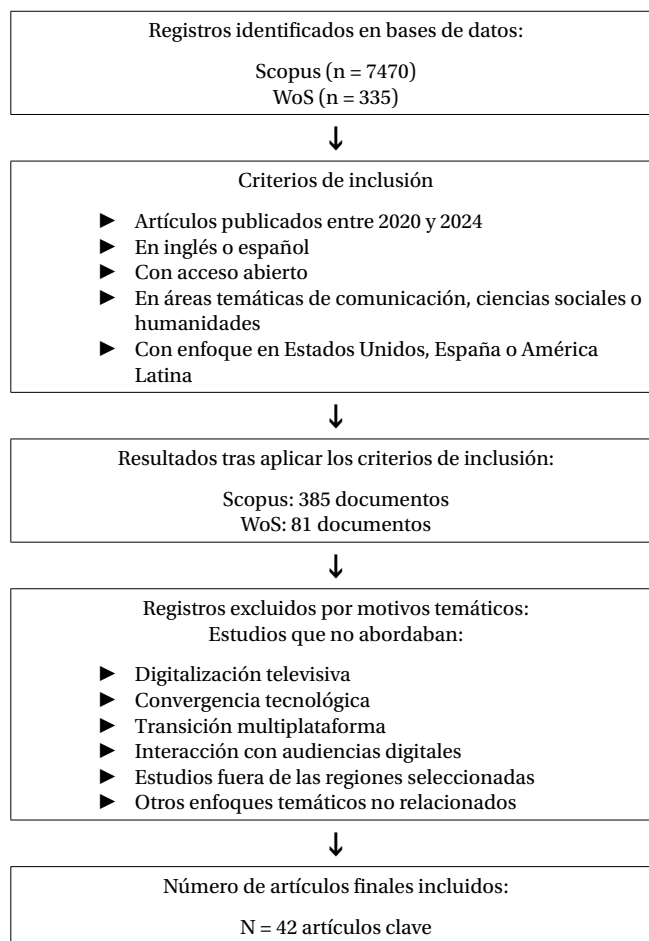 Registros identificados en bases de datos:
Scopus (n = 7470)
WoS (n = 335)
Criterios de inclusión
Artículos publicados entre 2020 y 2024
En inglés o español
Con acceso abierto
En áreas temáticas de comunicación, ciencias sociales o
humanidades
Con enfoque en Estados Unidos, España o América
Latina
Resultados tras aplicar los criterios de inclusión:
Scopus: 385 documentos
WoS: 81 documentos
Registros excluidos por motivos temáticos:
Estudios que no abordaban:
Digitalización televisiva
Convergencia tecnológica
Transición multiplataforma
Interacción con audiencias digitales
Estudios fuera de las regiones seleccionadas
Otros enfoques temáticos no relacionados
Número de artículos finales incluidos:
N = 42 artículos clave